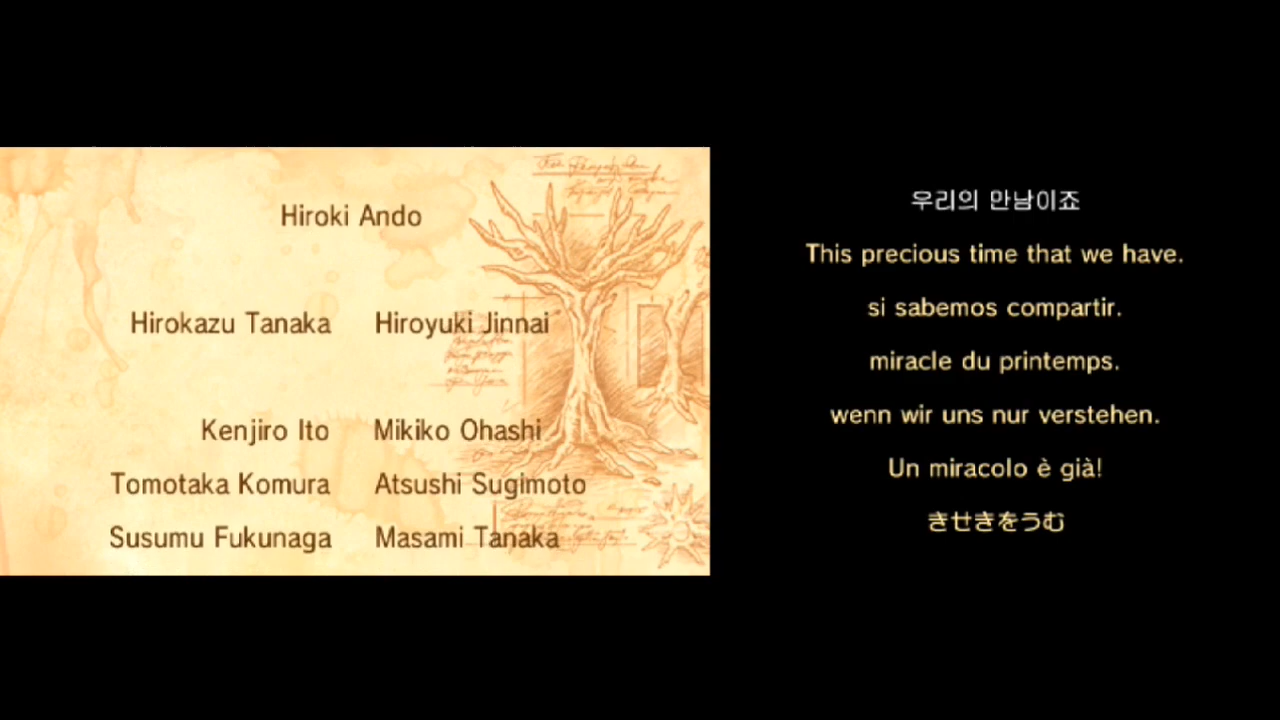 Hiroki Ando
Hirokazu Tanaka Hiroyuki Jinnai
Kenjiro Ito Mikiko Ohashi
Tomotaka Komura Atsushi Sugimoto
Susumu Fukunaga Masami Tanaka
우리의 만남이죠
This precious time that we have.
si sabemos compartir.
miracle du printemps.
wenn wir uns nur verstehen.
Un miracolo è già!
きせきをうむ